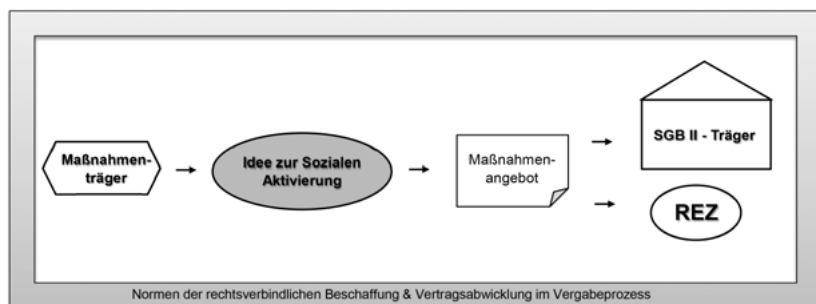 Maßnahmen-
träger
Idee zur Sozialen
Aktivierung
Maßnahmen-
angebot
SGB II - Träger
REZ
Normen der rechtsverbindlichen Beschaffung & Vertragsabwicklung im Vergabeprozess